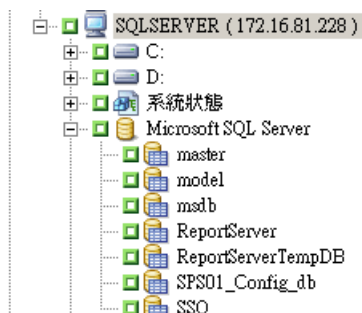 SQLSERVER ( 172.16.81.228 )
C:
D:
系統狀態
Microsoft SQL Server
master
model
msdb
ReportServer
ReportServerTempDB
SPS01_Config_db
SSO